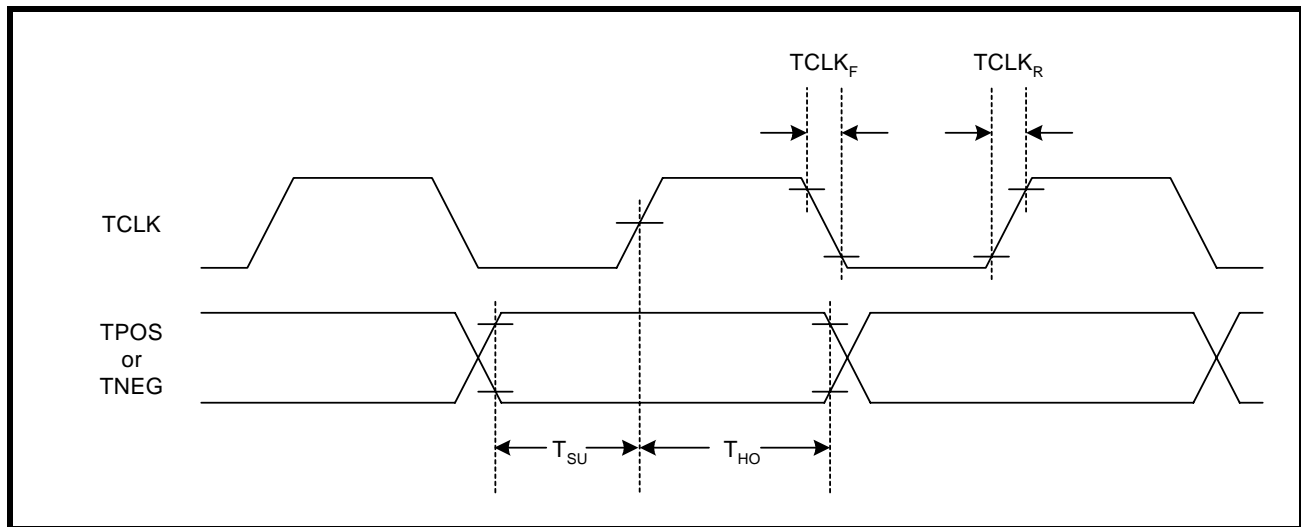 TCLKF TCLKR
TCLK
TPOS
or
TNEG
TSU THO